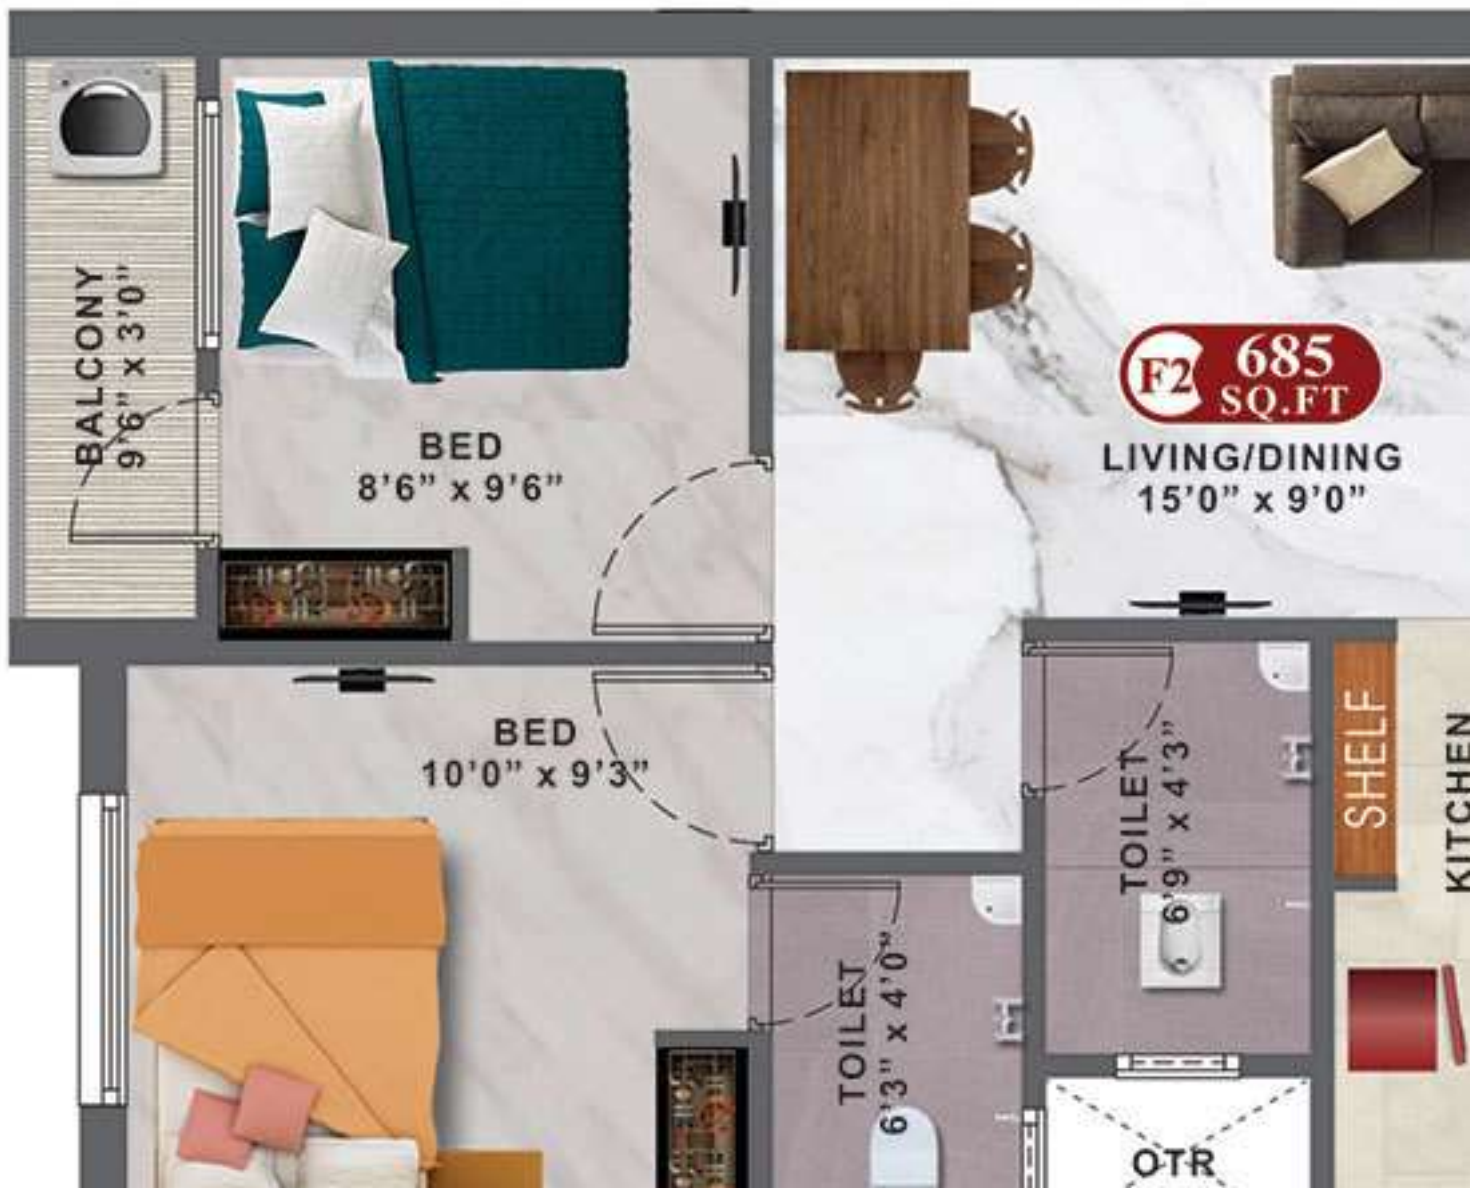 BALCONY
9'6” x 3'0”
BED
8'6” x 9'6”
F2
685
SQ.FT
LIVING/DINING
15'0” x 9'0”
BED
10'0” x 9'3”
TOILET
6'9” x 4'3”
SHELF
KITCHEN
TOILET
6'3” x 4'0”
OTR